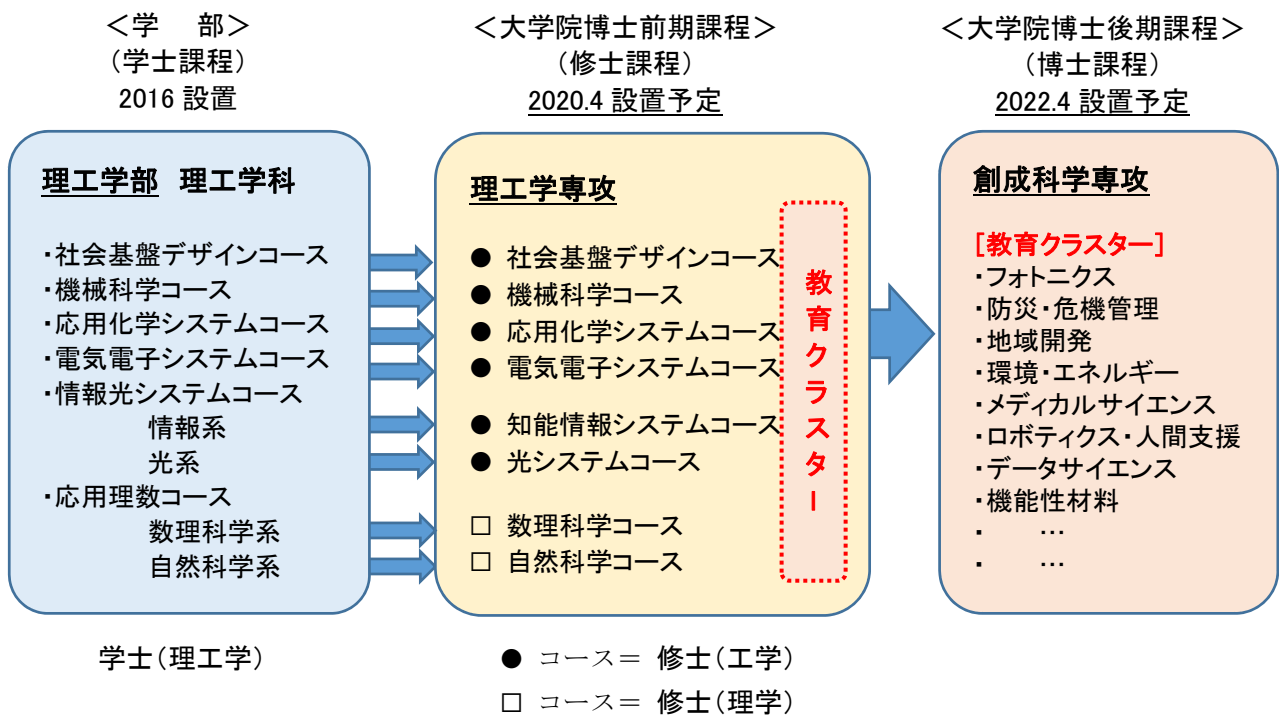 ＜学　部＞
（学士課程）
2016 設置
理工学部　理工学科
・社会基盤デザインコース
・機械科学コース
・応用化学システムコース
・電気電子システムコース
・情報光システムコース
情報系
光系
・応用理数コース
数理科学系
自然科学系
学士（理工学）
＜大学院博士前期課程＞
（修士課程）
2020.4 設置予定
理工学専攻
● 社会基盤デザインコース
● 機械科学コース
● 応用化学システムコース
● 電気電子システムコース
● 知能情報システムコース
● 光システムコース
□ 数理科学コース
□ 自然科学コース
教育クラスター
● コース＝ 修士（工学）
□ コース＝ 修士（理学）
＜大学院博士後期課程＞
（博士課程）
2022.4 設置予定
創成科学専攻
［教育クラスター］
・フォトニクス
・防災・危機管理
・地域開発
・環境・エネルギー
・メディカルサイエンス
・ロボティクス・人間支援
・データサイエンス
・機能性材料
・　…
・　…